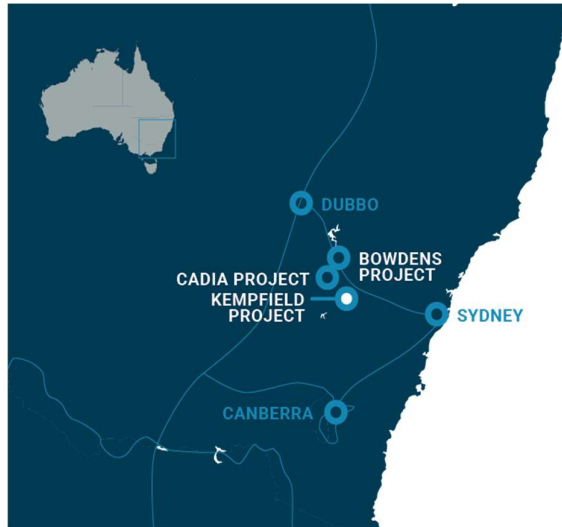 DUBBO
BOWDENS
PROJECT
CADIA PROJECT
KEMPFIELD
PROJECT
SYDNEY
CANBERRA